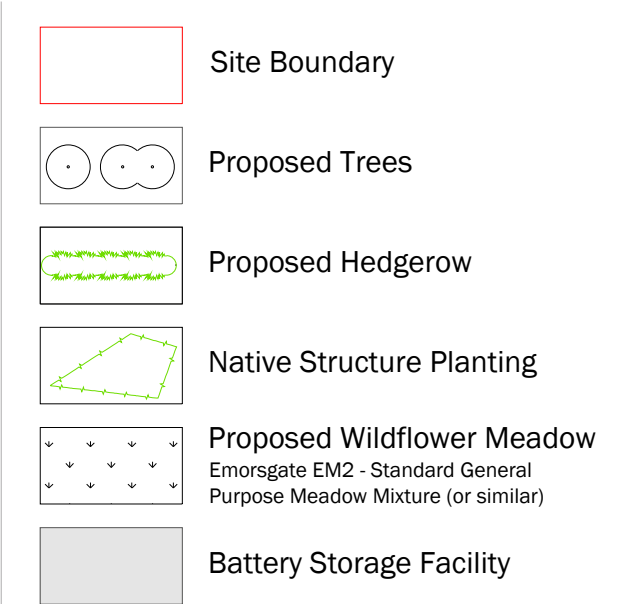 Site Boundary
Proposed Trees
Proposed Hedgerow
Native Structure Planting
Proposed Wildflower Meadow
Emorsgate EM2 - Standard General
Purpose Meadow Mixture (or similar)
Battery Storage Facility